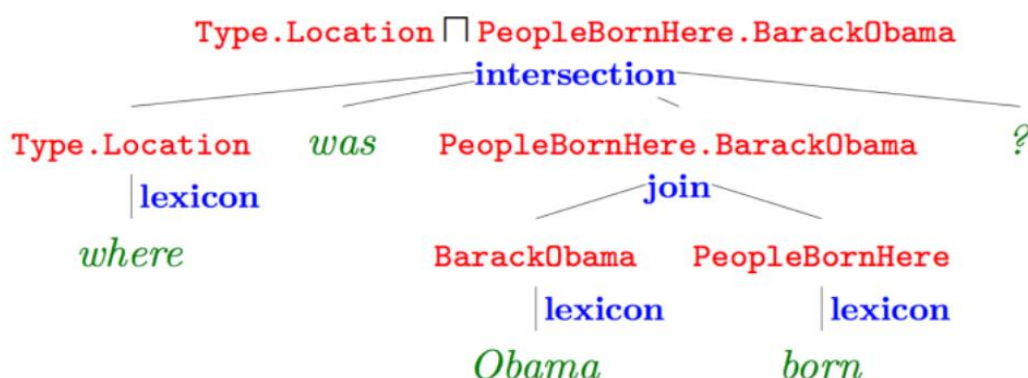 Type.Location ⊓ PeopleBornHere.BarackObama
intersection
Type.Location was PeopleBornHere.BarackObama ?
lexicon join
where BarackObama PeopleBornHere
lexicon lexicon
Obama born